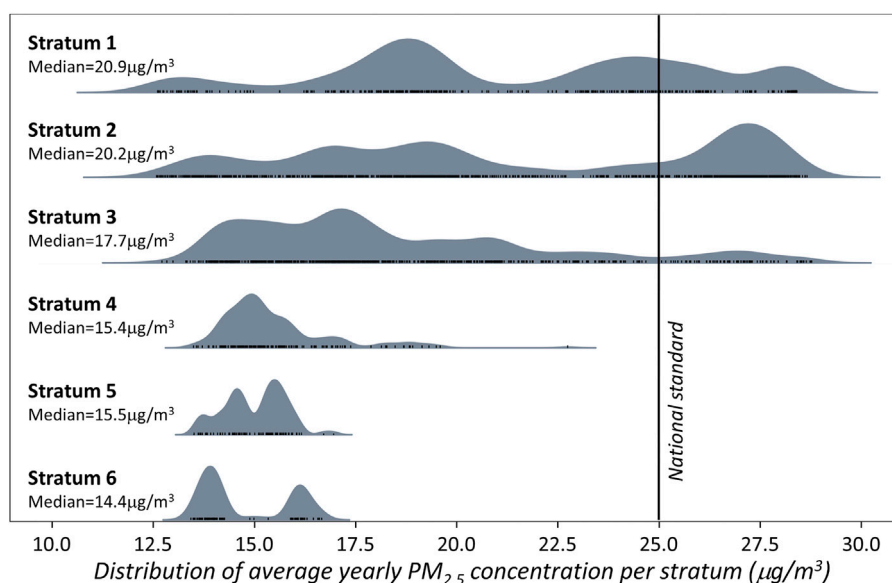 Stratum 1
Median=20.9µg/m³
Stratum 2
Median=20.2µg/m³
Stratum 3
Median=17.7µg/m³
Stratum 4
Median=15.4µg/m³
Stratum 5
Median=15.5µg/m³
Stratum 6
Median=14.4µg/m³
National standard
10.0 12.5 15.0 17.5 20.0 22.5 25.0 27.5 30.0
Distribution of average yearly PM₂.₅ concentration per stratum (µg/m³)